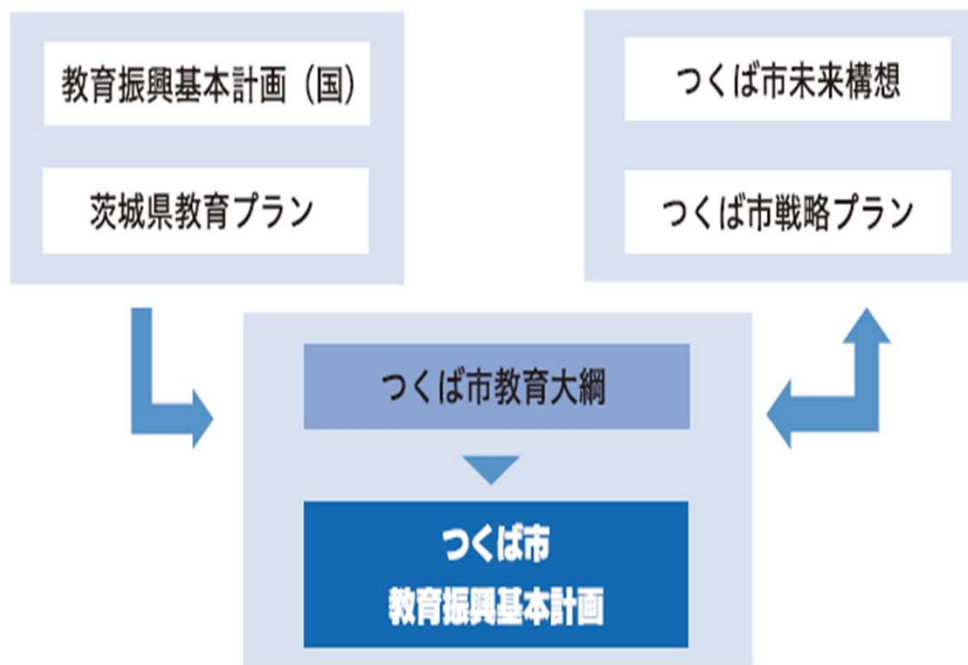 教育振興基本計画（国）
茨城県教育プラン
つくば市未来構想
つくば市戦略プラン
つくば市教育大綱
つくば市
教育振興基本計画